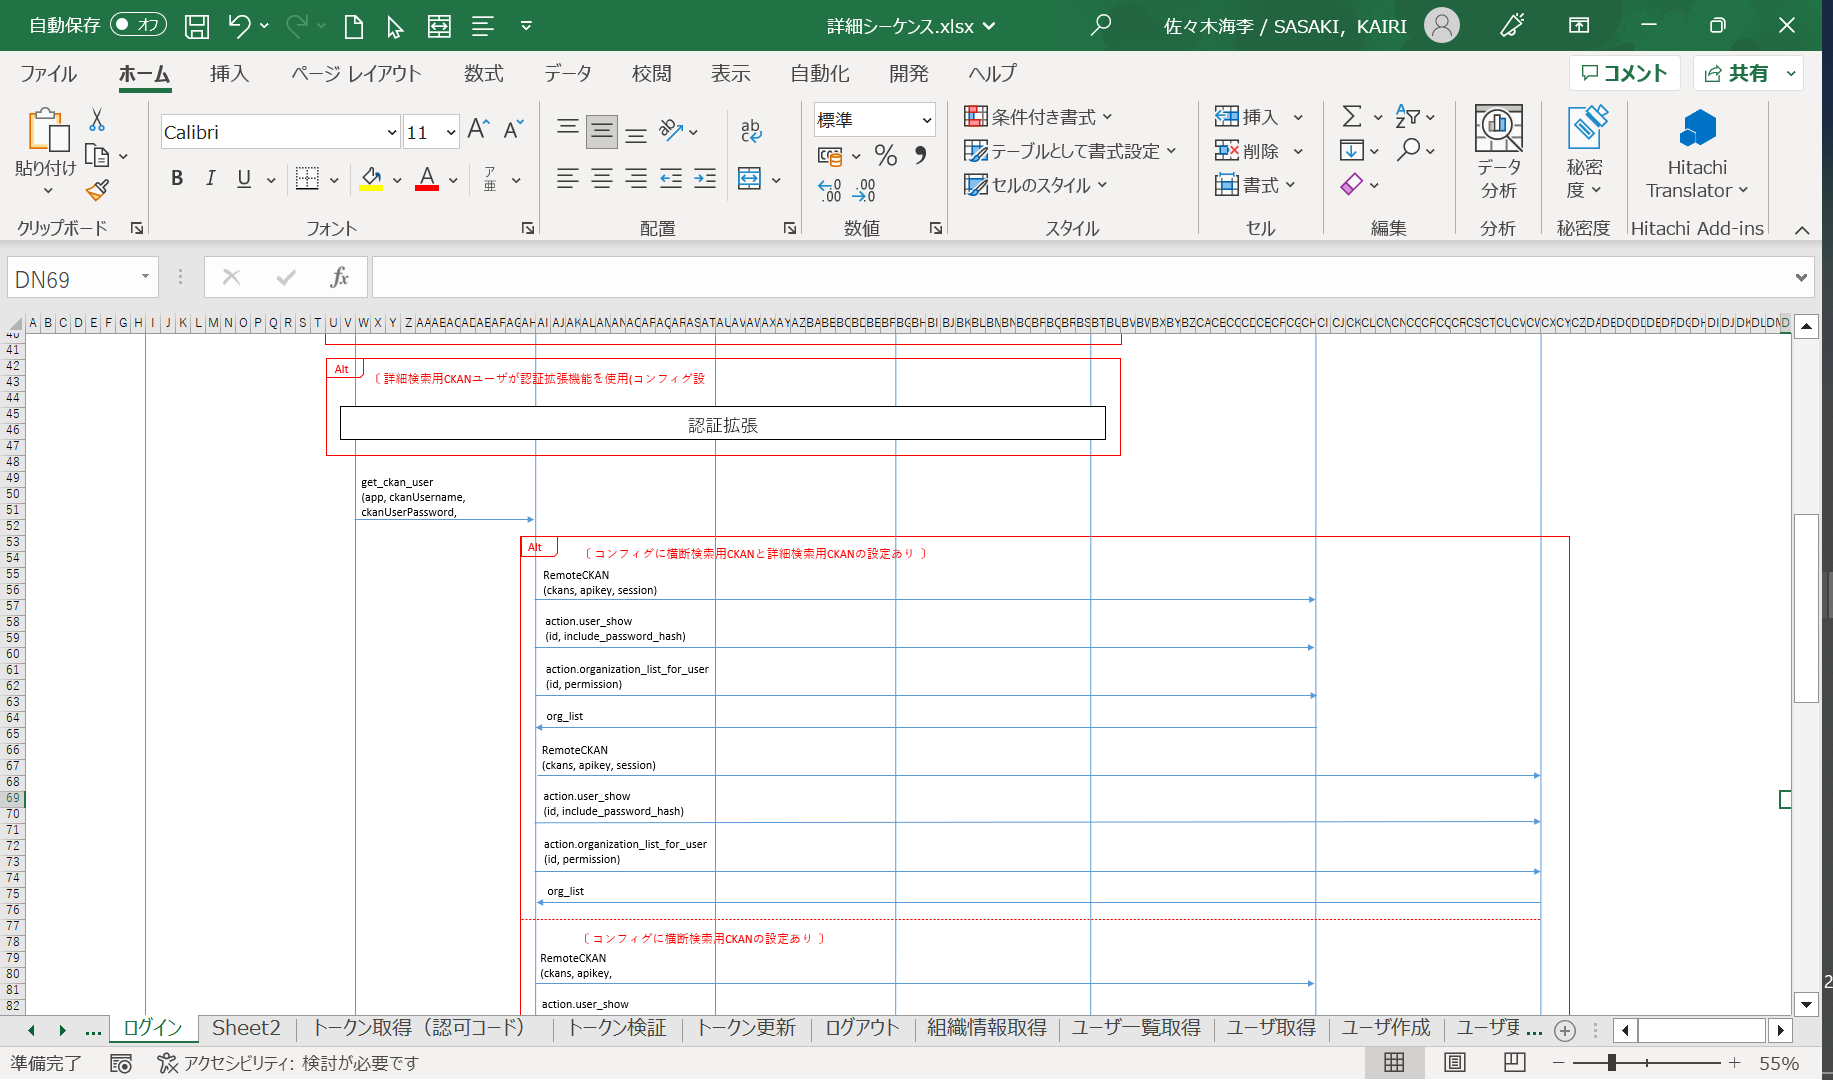 自動保存 オフ 詳細シーケンス.xlsx 佐々木海李 / SASAKI, KAIRI
ファイル ホーム 挿入 ページ レイアウト 数式 データ 校閲 表示 自動化 開発 ヘルプ コメント 共有
貼り付け Calibri 11 標準 条件付き書式 挿入
テーブルとして書式設定 削除 データ分析 秘密度 Hitachi Translator
セルのスタイル 書式
クリップボード フォント 配置 数値 スタイル セル 編集 分析 秘密度 Hitachi Add-ins
DN69 fx
Alt
〔 詳細検索用CKANユーザが認証拡張機能を使用(コンフィグ設
認証拡張
get_ckan_user
(app, ckanUsername,
ckanUserPassword,
Alt
〔 コンフィグに横断検索用CKANと詳細検索用CKANの設定あり 〕
RemoteCKAN
(ckans, apikey, session)
action.user_show
(id, include_password_hash)
action.organization_list_for_user
(id, permission)
org_list
RemoteCKAN
(ckans, apikey, session)
action.user_show
(id, include_password_hash)
action.organization_list_for_user
(id, permission)
org_list
〔 コンフィグに横断検索用CKANの設定あり 〕
RemoteCKAN
(ckans, apikey,
action.user_show
ログイン Sheet2 トークン取得（認可コード） トークン検証 トークン更新 ログアウト 組織情報取得 ユーザ一覧取得 ユーザ取得 ユーザ作成 ユーザ更 ...
準備完了 アクセシビリティ: 検討が必要です 55%